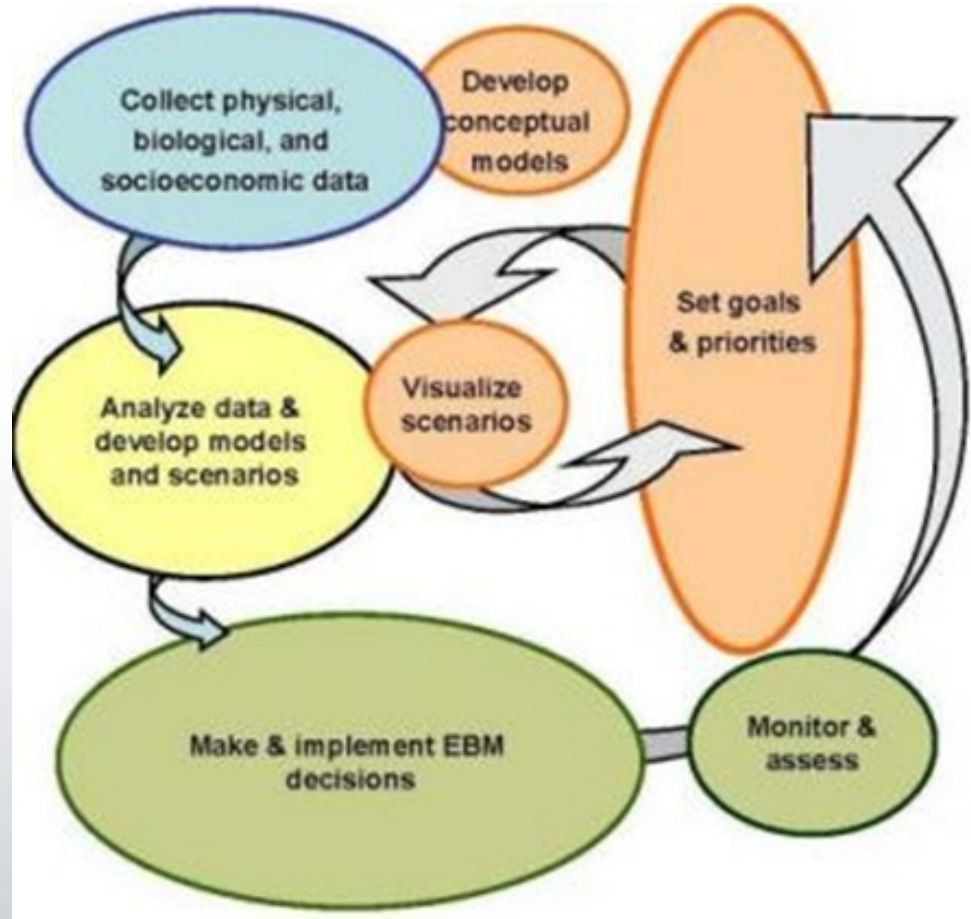 Collect physical,
biological, and
socioeconomic data
Develop
conceptual
models
Set goals
& priorities
Visualize
scenarios
Analyze data &
develop models
and scenarios
Make & implement EBM
decisions
Monitor &
assess